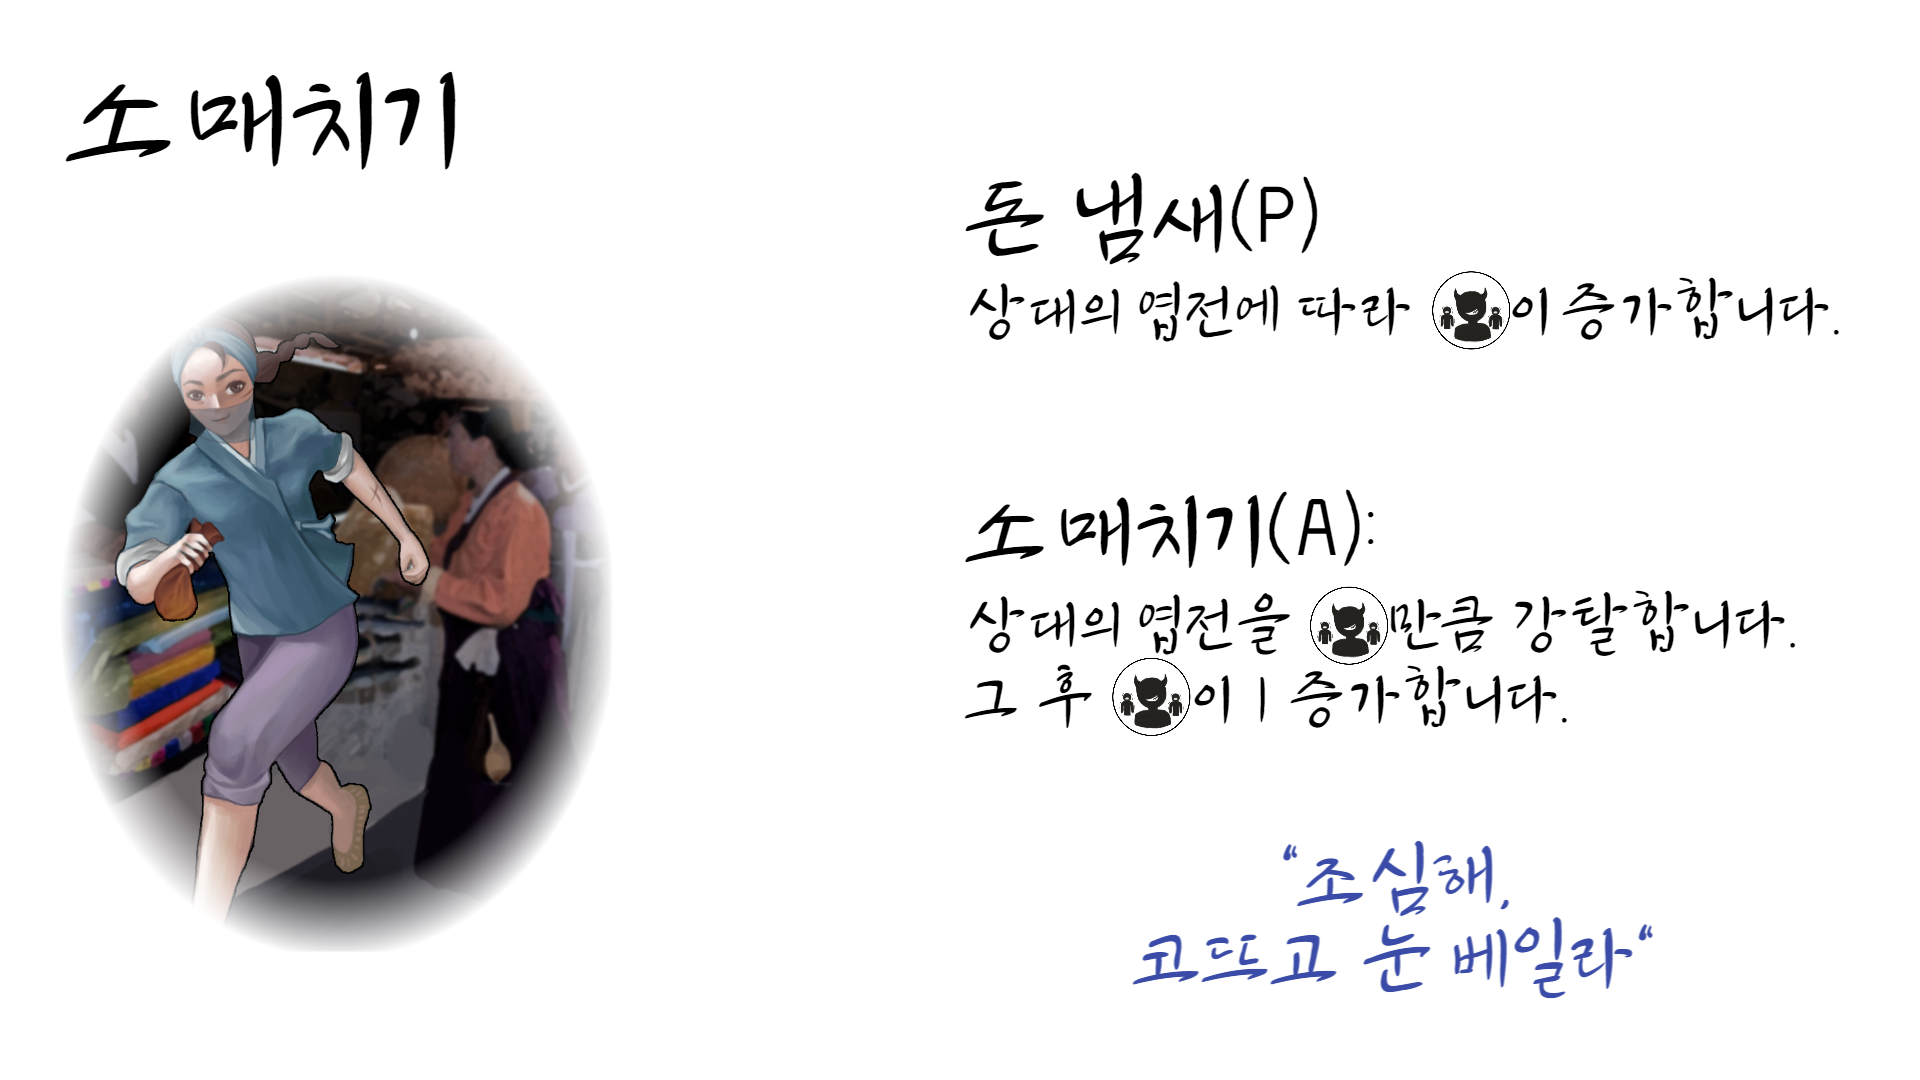 소매치기
돈 냄새(P)
상대의 엽전에 따라 이 증가합니다.
소매치기(A):
상대의 엽전을 만큼 강탈합니다.
그 후 이 1 증가합니다.
“조심해,
코뜨고 눈 베일라“